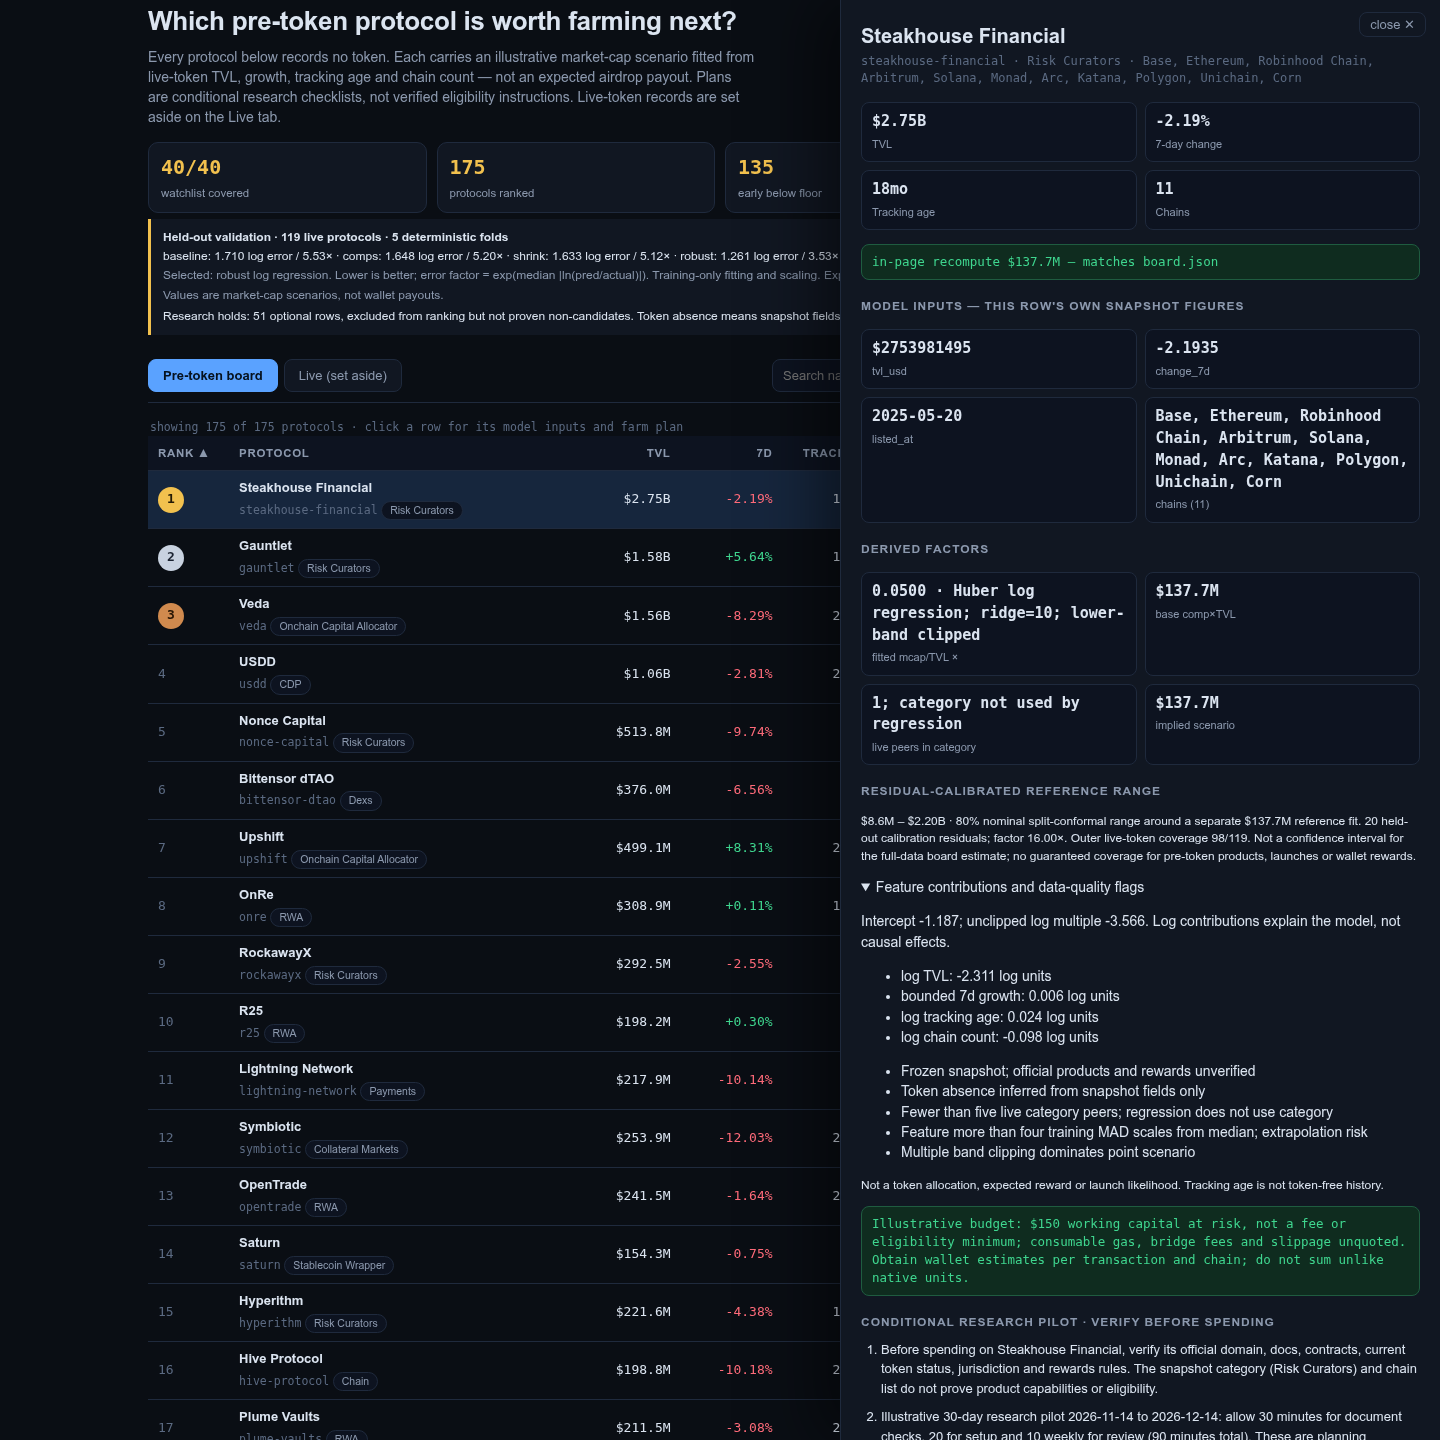 Which pre-token protocol is worth farming next?
Every protocol below records no token. Each carries an illustrative market-cap scenario fitted from
live-token TVL, growth, tracking age and chain count — not an expected airdrop payout. Plans
are conditional research checklists, not verified eligibility instructions. Live-token records are set
aside on the Live tab.
40/40
watchlist covered
175
protocols ranked
135
early below floor
Held-out validation · 119 live protocols · 5 deterministic folds
baseline: 1.710 log error / 5.53× · comps: 1.648 log error / 5.20× · shrink: 1.633 log error / 5.12× · robust: 1.261 log error / 3.53×
Selected: robust log regression. Lower is better; error factor = exp(median |ln(pred/actual)|). Training-only fitting and scaling.
Values are market-cap scenarios, not wallet payouts.
Research holds: 51 optional rows, excluded from ranking but not proven non-candidates. Token absence means snapshot fields
Pre-token board
Live (set aside)
Search
showing 175 of 175 protocols · click a row for its model inputs and farm plan
RANK ▲ PROTOCOL TVL 7D
1 Steakhouse Financial $2.75B -2.19%
steakhouse-financial Risk Curators
2 Gauntlet $1.58B +5.64%
gauntlet Risk Curators
3 Veda $1.56B -8.29%
veda Onchain Capital Allocator
4 USDD $1.06B -2.81%
usdd CDP
5 Nonce Capital $513.8M -9.74%
nonce-capital Risk Curators
6 Bittensor dTAO $376.0M -6.56%
bittensor-dtao Dexs
7 Upshift $499.1M +8.31%
upshift Onchain Capital Allocator
8 OnRe $308.9M +0.11%
onre RWA
9 RockawayX $292.5M -2.55%
rockawayx Risk Curators
10 R25 $198.2M +0.30%
r25 RWA
11 Lightning Network $217.9M -10.14%
lightning-network Payments
12 Symbiotic $253.9M -12.03%
symbiotic Collateral Markets
13 OpenTrade $241.5M -1.64%
opentrade RWA
14 Saturn $154.3M -0.75%
saturn Stablecoin Wrapper
15 Hyperithm $221.6M -4.38%
hyperithm Risk Curators
16 Hive Protocol $198.8M -10.18%
hive-protocol Chain
17 Plume Vaults $211.5M -3.08%
plume-vaults RWA
close ✕
Steakhouse Financial
steakhouse-financial · Risk Curators · Base, Ethereum, Robinhood Chain,
Arbitrum, Solana, Monad, Arc, Katana, Polygon, Unichain, Corn
$2.75B
TVL
-2.19%
7-day change
18mo
Tracking age
11
Chains
in-page recompute $137.7M — matches board.json
MODEL INPUTS — THIS ROW'S OWN SNAPSHOT FIGURES
$2753981495
tvl_usd
-2.1935
change_7d
2025-05-20
listed_at
Base, Ethereum, Robinhood
Chain, Arbitrum, Solana,
Monad, Arc, Katana, Polygon,
Unichain, Corn
chains (11)
DERIVED FACTORS
0.0500 · Huber log
regression; ridge=10; lower-
band clipped
fitted mcap/TVL ×
$137.7M
base comp×TVL
1; category not used by
regression
live peers in category
$137.7M
implied scenario
RESIDUAL-CALIBRATED REFERENCE RANGE
$8.6M – $2.20B · 80% nominal split-conformal range around a separate $137.7M reference fit. 20 held-
out calibration residuals; factor 16.00×. Outer live-token coverage 98/119. Not a confidence interval for
the full-data board estimate; no guaranteed coverage for pre-token products, launches or wallet rewards.
▼ Feature contributions and data-quality flags
Intercept -1.187; unclipped log multiple -3.566. Log contributions explain the model, not
causal effects.
• log TVL: -2.311 log units
• bounded 7d growth: 0.006 log units
• log tracking age: 0.024 log units
• log chain count: -0.098 log units
• Frozen snapshot; official products and rewards unverified
• Token absence inferred from snapshot fields only
• Fewer than five live category peers; regression does not use category
• Feature more than four training MAD scales from median; extrapolation risk
• Multiple band clipping dominates point scenario
Not a token allocation, expected reward or launch likelihood. Tracking age is not token-free history.
Illustrative budget: $150 working capital at risk, not a fee or
eligibility minimum; consumable gas, bridge fees and slippage unquoted.
Obtain wallet estimates per transaction and chain; do not sum unlike
native units.
CONDITIONAL RESEARCH PILOT · VERIFY BEFORE SPENDING
1. Before spending on Steakhouse Financial, verify its official domain, docs, contracts, current
token status, jurisdiction and rewards rules. The snapshot category (Risk Curators) and chain
list do not prove product capabilities or eligibility.
2. Illustrative 30-day research pilot 2026-11-14 to 2026-12-14: allow 30 minutes for document
checks, 20 for setup and 10 weekly for review (90 minutes total). These are planning